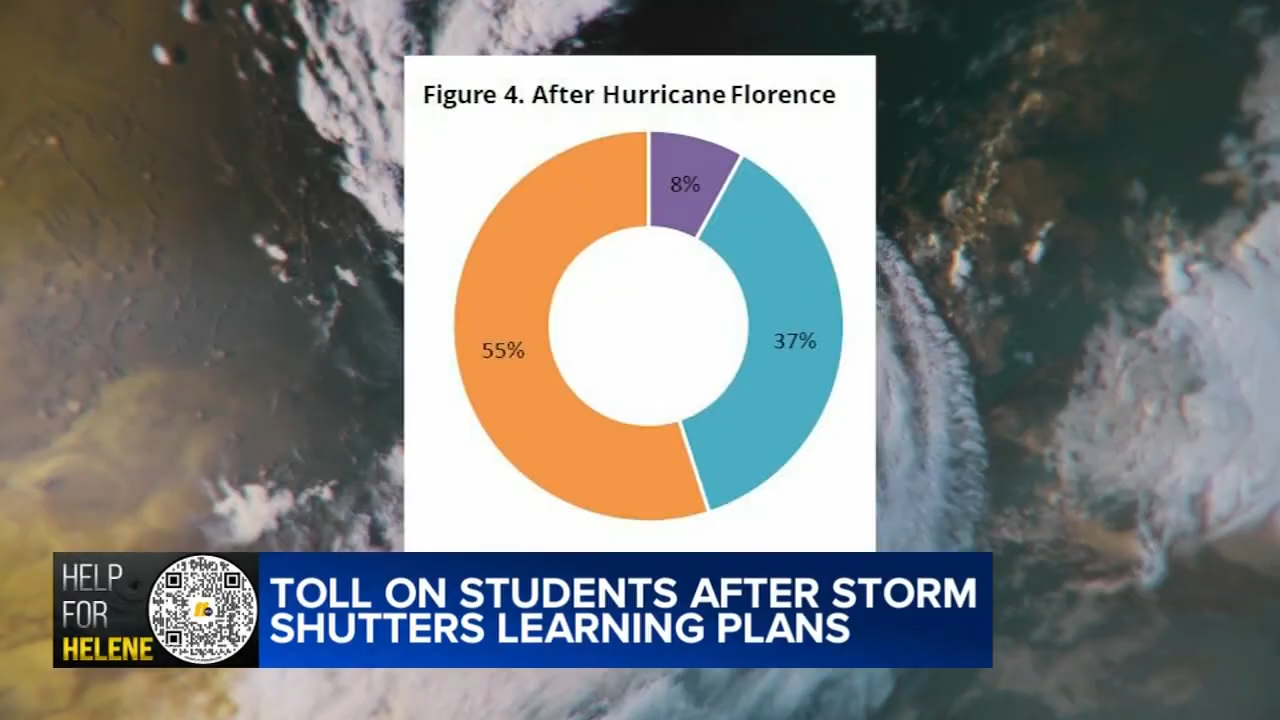 Figure 4. After Hurricane Florence
8%
37%
55%
HELP
FOR
HELENE
TOLL ON STUDENTS AFTER STORM
SHUTTERS LEARNING PLANS